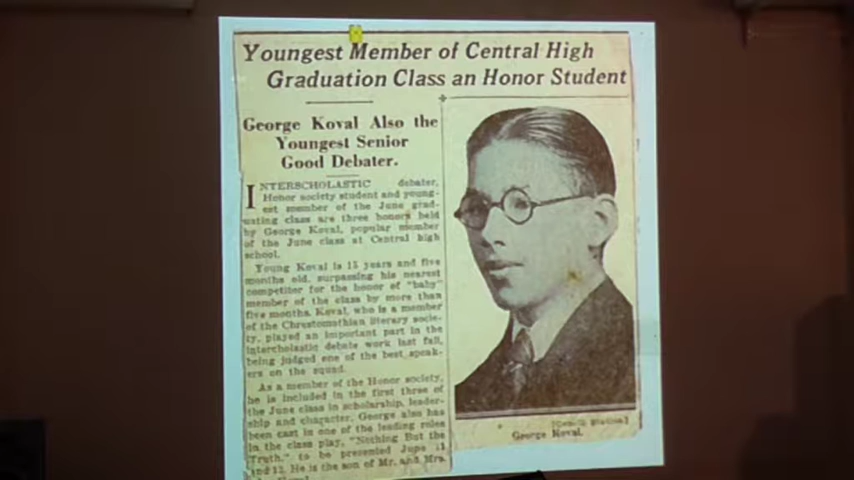 Youngest Member of Central High
Graduation Class an Honor Student
George Koval Also the
Youngest Senior
Good Debater.
INTERSCHOLASTIC debater,
Honor society student and young-
est member of the June grad-
uating class are three honors held
by George Koval, popular member
of the June class at Central high
school.
Young Koval is 15 years and five
months old, surpassing his nearest
competitor for the honor of "baby"
member of the class by more than
five months. Koval, who is a member
of the Chrestomathian literary socie-
ty, played an important part in the
interscholastic debate work last fall,
being judged one of the best speak-
ers on the squad.
As a member of the Honor society,
he is included in the first three of
the June class in scholarship, leader-
ship and character. George also has
been cast in one of the leading roles
in the class play, "Nothing But the
Truth," to be presented June 11
and 12. He is the son of Mr. and Mrs.
George Koval.